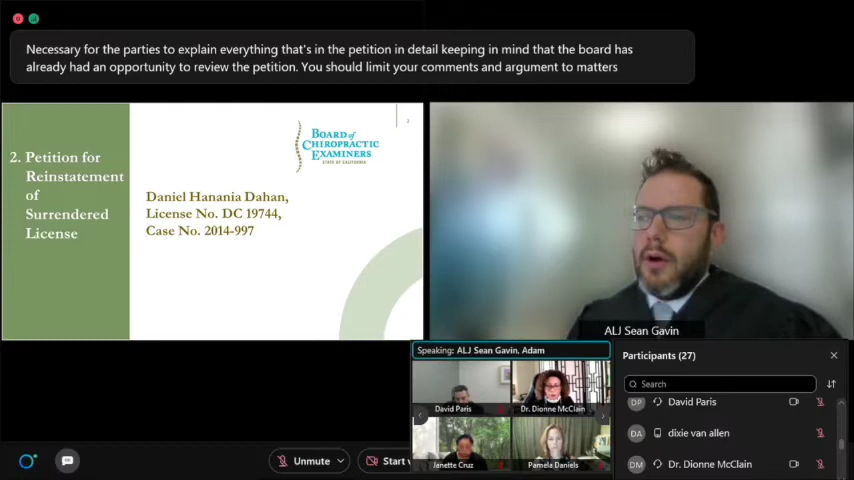 Necessary for the parties to explain everything that's in the petition in detail keeping in mind that the board has
already had an opportunity to review the petition. You should limit your comments and argument to matters
2. Petition for
Reinstatement
of
Surrendered
License
2
BOARD of
CHIROPRACTIC
EXAMINERS
STATE OF CALIFORNIA
Daniel Hanania Dahan,
License No. DC 19744,
Case No. 2014-997
ALJ Sean Gavin
Speaking: ALJ Sean Gavin, Adam
David Paris
Dr. Dionne McClain
Janette Cruz
Pamela Daniels
Participants (27)
Search
DP David Paris
DA dixie van allen
DM Dr. Dionne McClain
Unmute
Start v